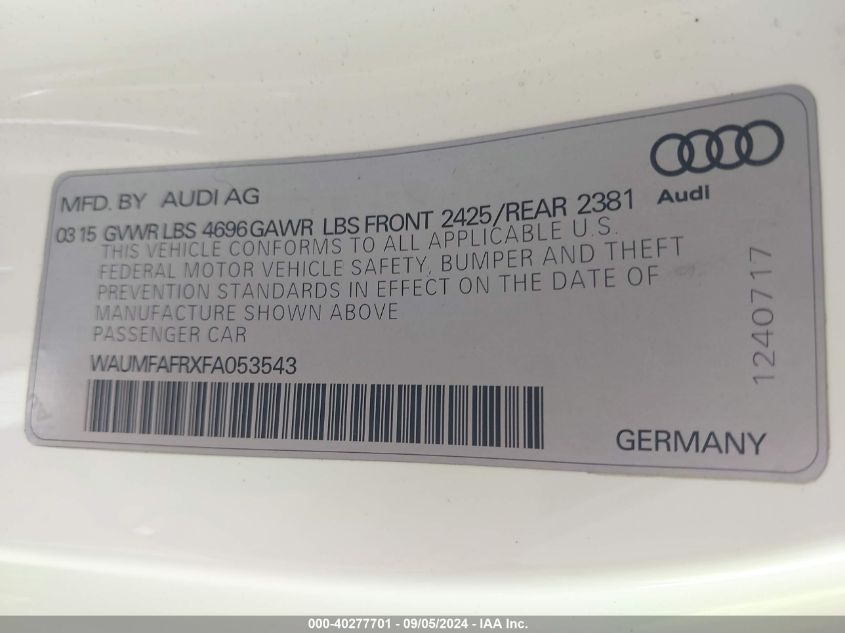 MFD. BY AUDI AG
Audi
03 15 GVWR LBS 4696 GAWR LBS FRONT 2425/REAR 2381
THIS VEHICLE CONFORMS TO ALL APPLICABLE U.S.
FEDERAL MOTOR VEHICLE SAFETY, BUMPER AND THEFT
PREVENTION STANDARDS IN EFFECT ON THE DATE OF
MANUFACTURE SHOWN ABOVE
PASSENGER CAR
WAUMFAFRXFA053543
1240717
GERMANY
000-40277701 - 09/05/2024 - IAA Inc.